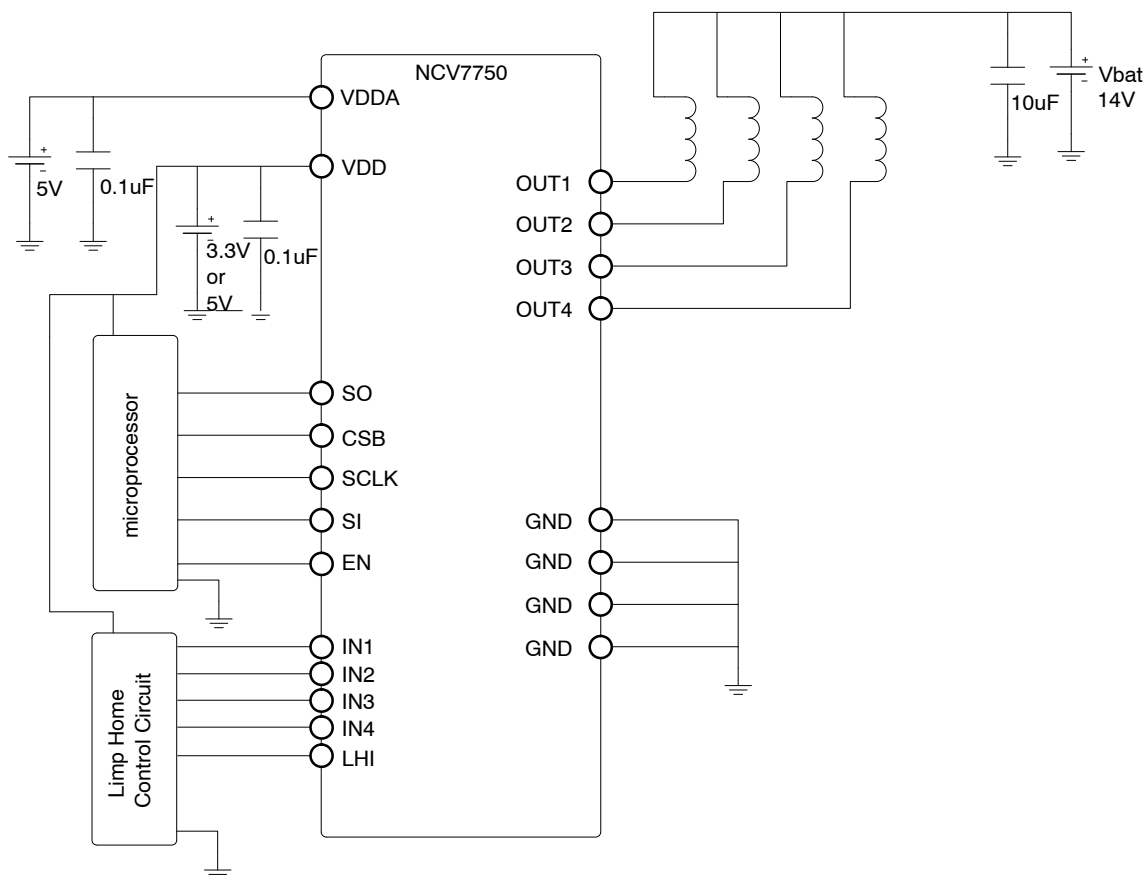 NCV7750
VDDA
+
-
5V
0.1uF
VDD
+
-
3.3V
or
5V
0.1uF
+
-
Vbat
14V
10uF
OUT1
OUT2
OUT3
OUT4
microprocessor
SO
CSB
SCLK
SI
EN
GND
GND
GND
GND
Limp Home
Control Circuit
IN1
IN2
IN3
IN4
LHI